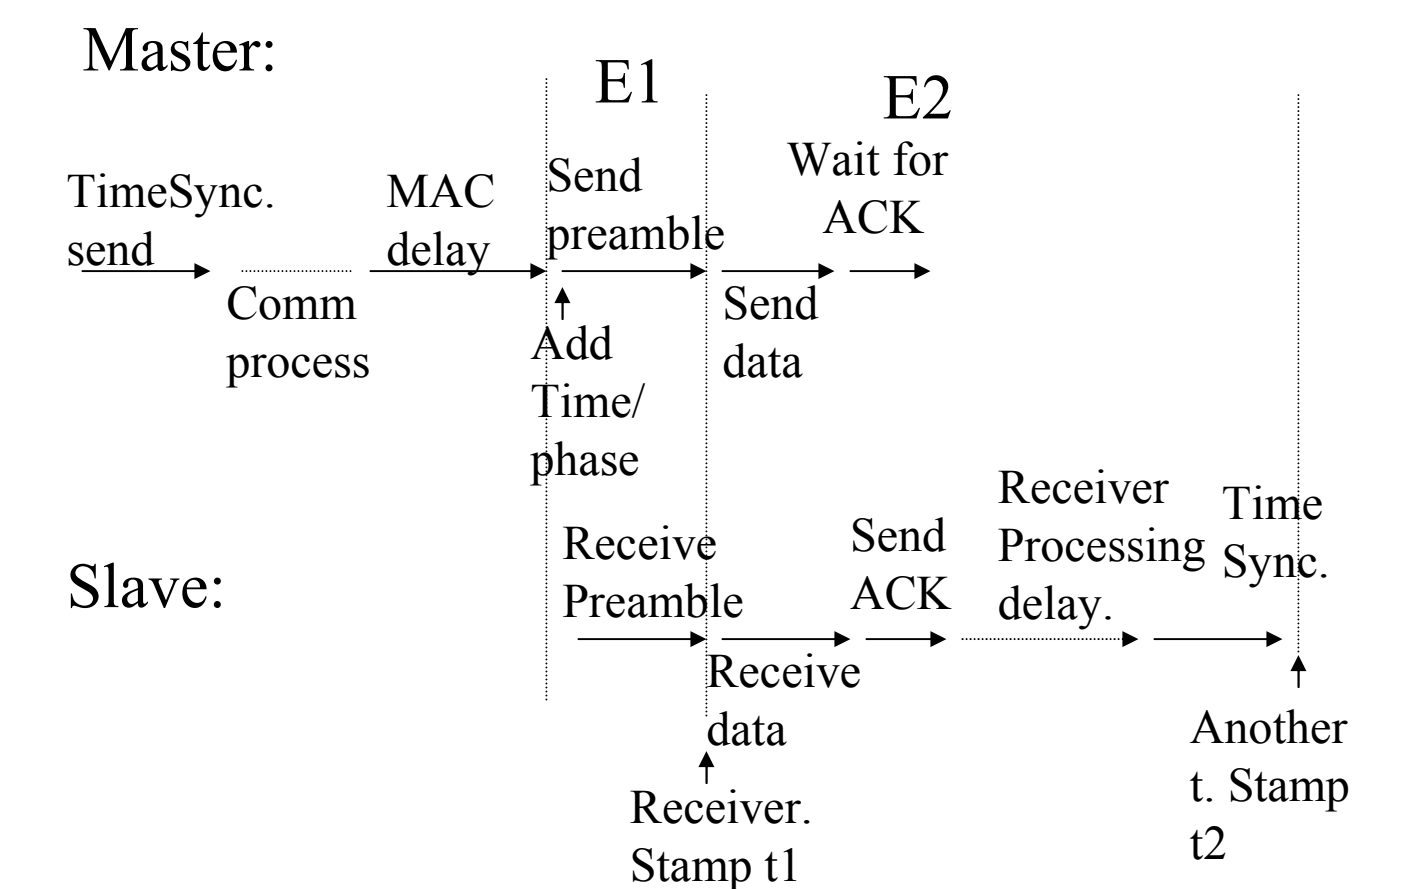 Master:
E1
E2
TimeSync.
send
Comm
process
MAC
delay
Send
preamble
Add
Time/
phase
Send
data
Wait for
ACK
Slave:
Receive
Preamble
Receive
data
Receiver.
Stamp t1
Send
ACK
Receiver
Processing
delay.
Time
Sync.
Another
t. Stamp
t2